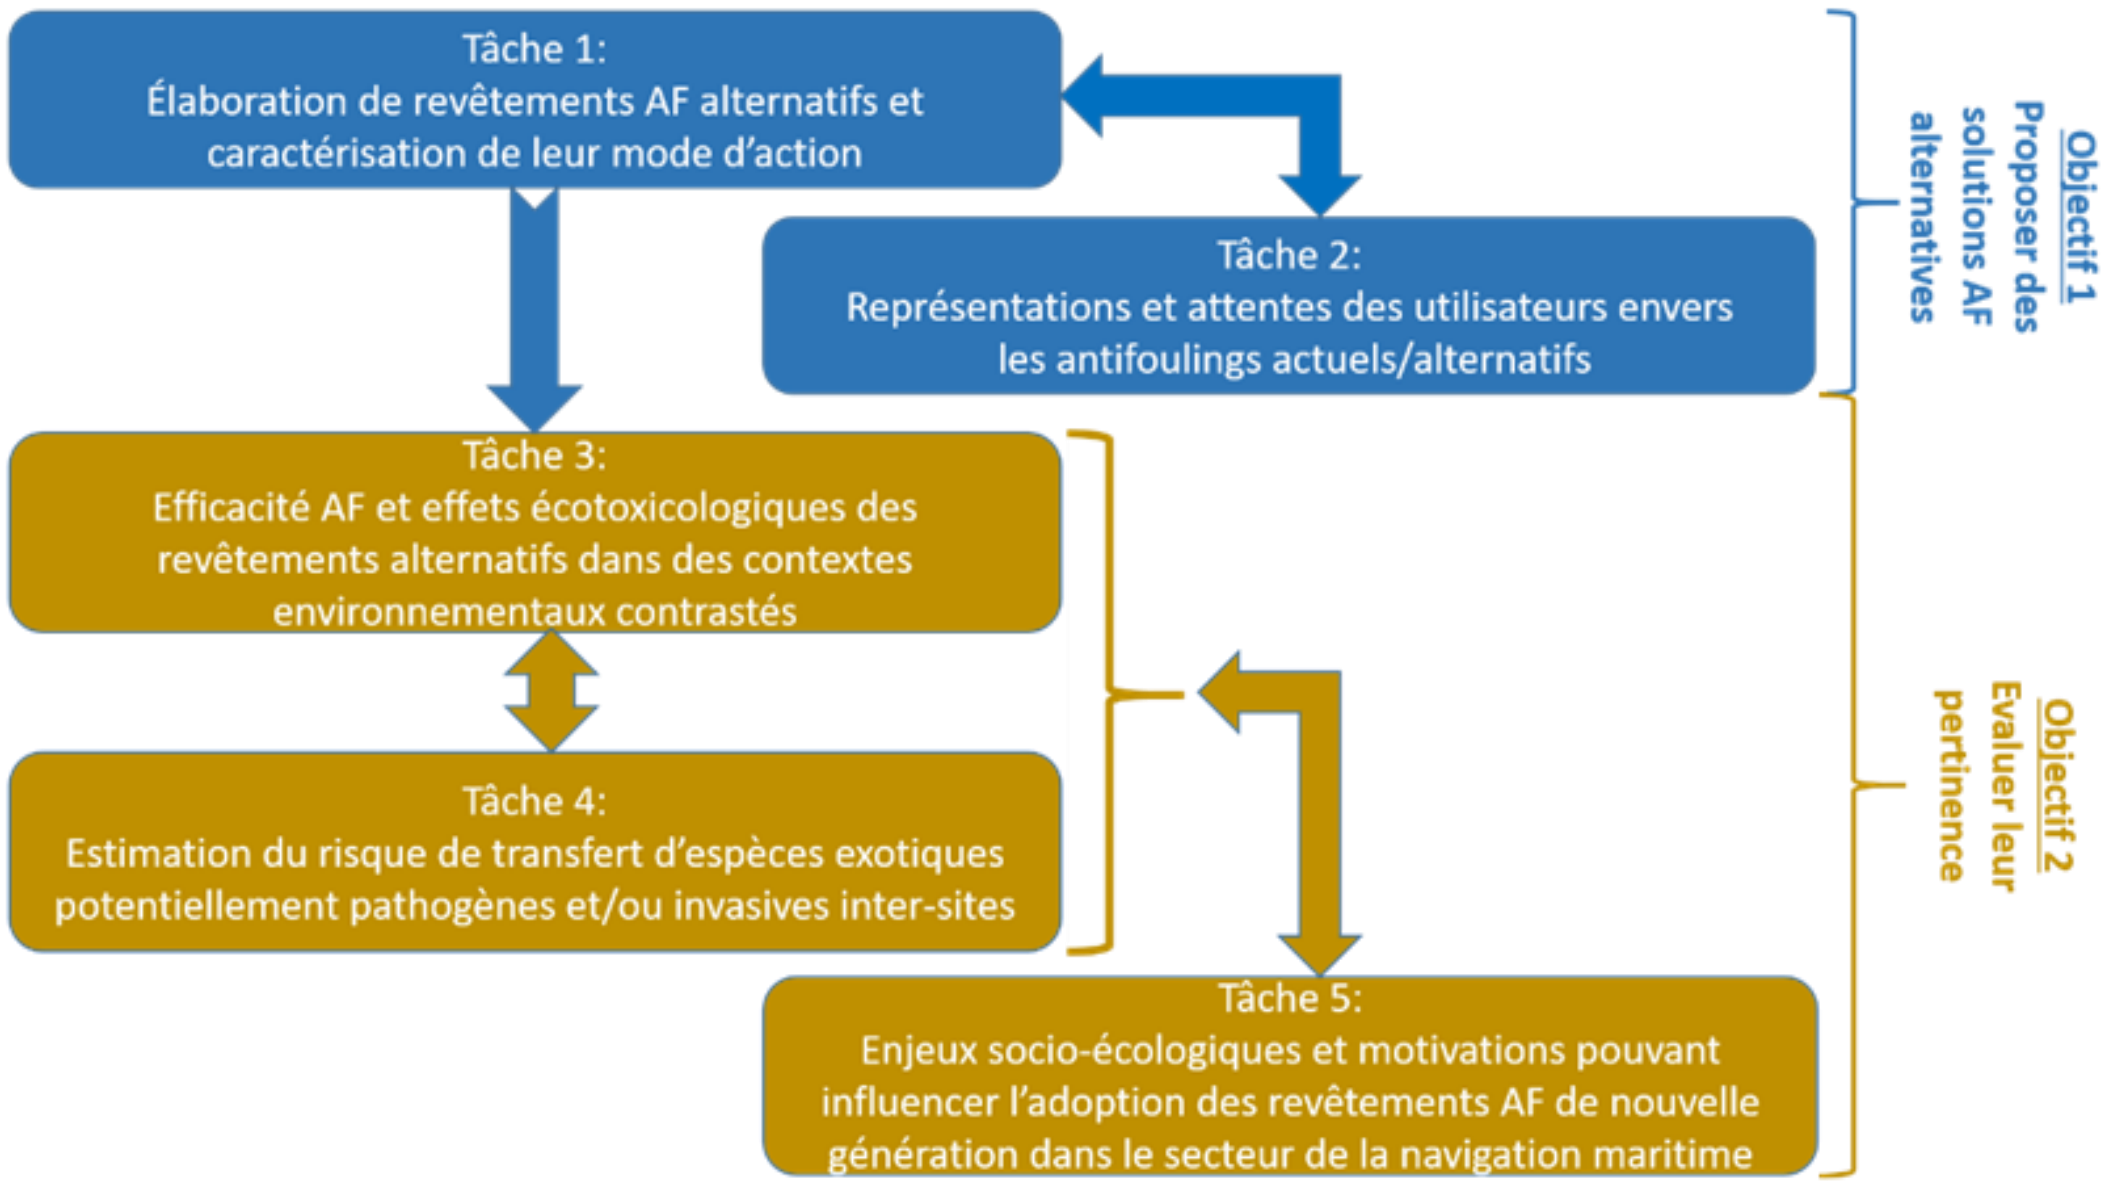 Tâche 1:
Élaboration de revêtements AF alternatifs et
caractérisation de leur mode d’action
Tâche 2:
Représentations et attentes des utilisateurs envers
les antifoulings actuels/alternatifs
Objectif 1
Proposer des
solutions AF
alternatives
Tâche 3:
Efficacité AF et effets écotoxicologiques des
revêtements alternatifs dans des contextes
environnementaux contrastés
Tâche 4:
Estimation du risque de transfert d’espèces exotiques
potentiellement pathogènes et/ou invasives inter-sites
Tâche 5:
Enjeux socio-écologiques et motivations pouvant
influencer l’adoption des revêtements AF de nouvelle
génération dans le secteur de la navigation maritime
Objectif 2
Evaluer leur
pertinence